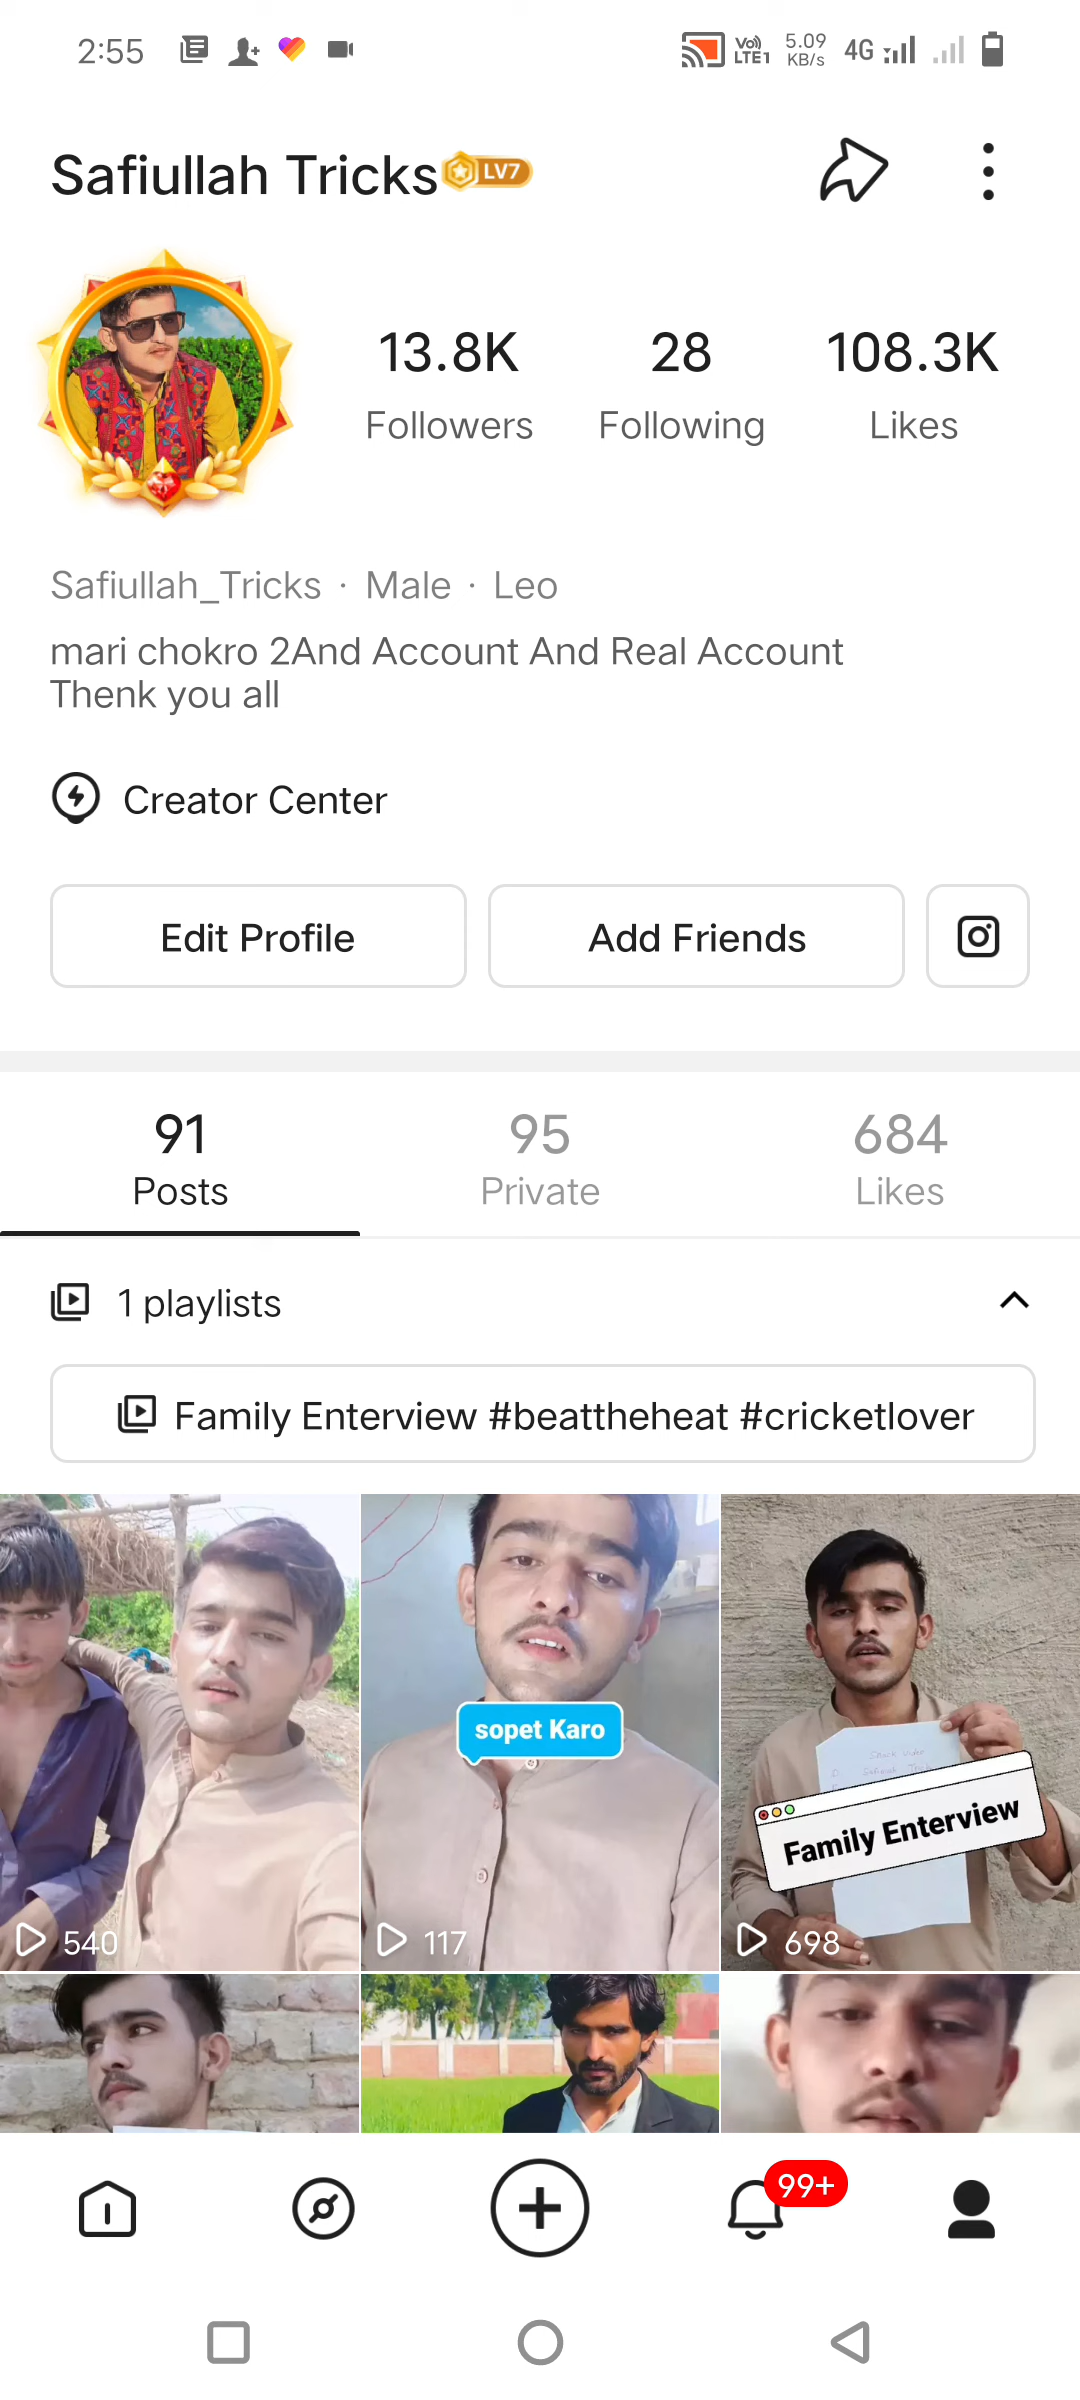 2:55
Vo) LTE1
5.09 KB/s
4G
Safiullah Tricks LV7
13.8K 28 108.3K
Followers Following Likes
Safiullah_Tricks · Male · Leo
mari chokro 2And Account And Real Account
Thenk you all
Creator Center
Edit Profile Add Friends
91 95 684
Posts Private Likes
1 playlists
Family Enterview #beattheheat #cricketlover
sopet Karo
Family Enterview
540 117 698
99+